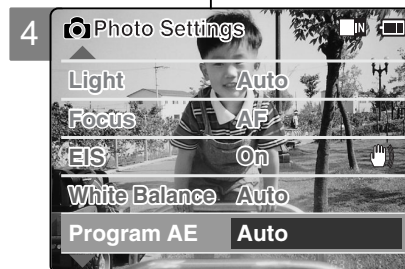 4
Photo Settings IN
Light Auto
Focus AF
EIS On
White Balance Auto
Program AE Auto